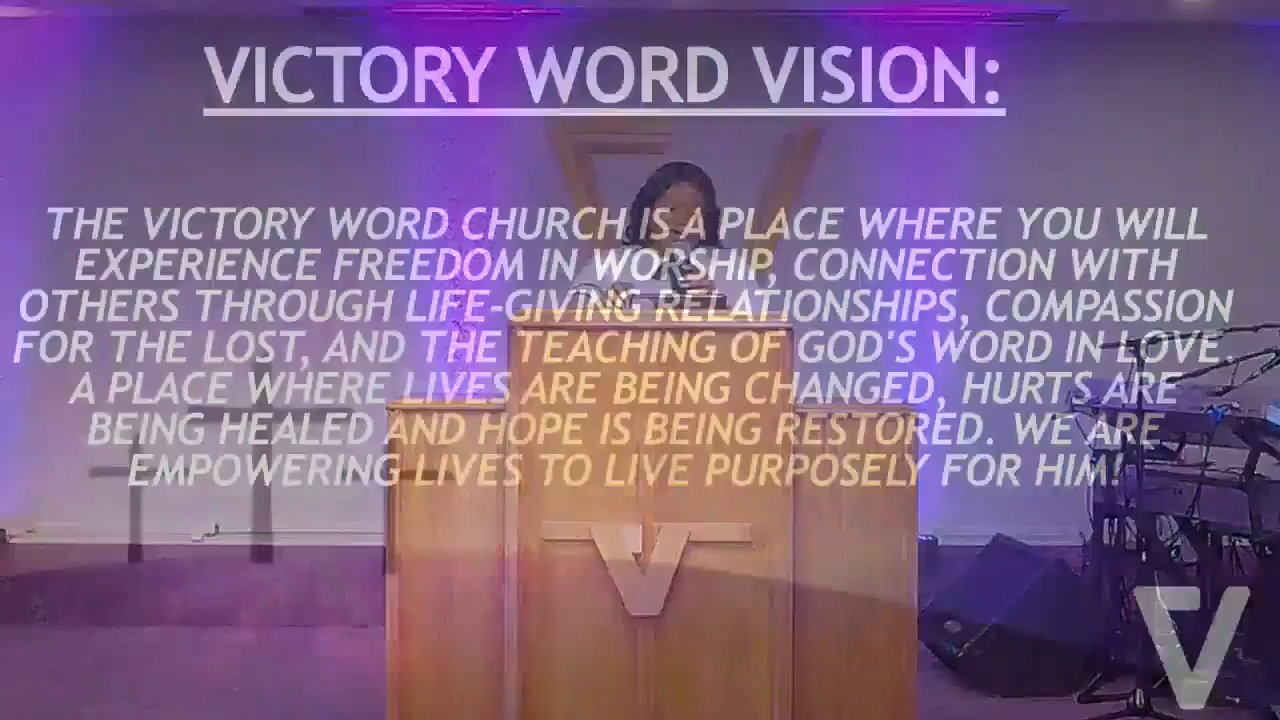 VICTORY WORD VISION:
THE VICTORY WORD CHURCH IS A PLACE WHERE YOU WILL
EXPERIENCE FREEDOM IN WORSHIP, CONNECTION WITH
OTHERS THROUGH LIFE-GIVING RELATIONSHIPS, COMPASSION
FOR THE LOST, AND THE TEACHING OF GOD'S WORD IN LOVE.
A PLACE WHERE LIVES ARE BEING CHANGED, HURTS ARE
BEING HEALED AND HOPE IS BEING RESTORED. WE ARE
EMPOWERING LIVES TO LIVE PURPOSELY FOR HIM!
V
V